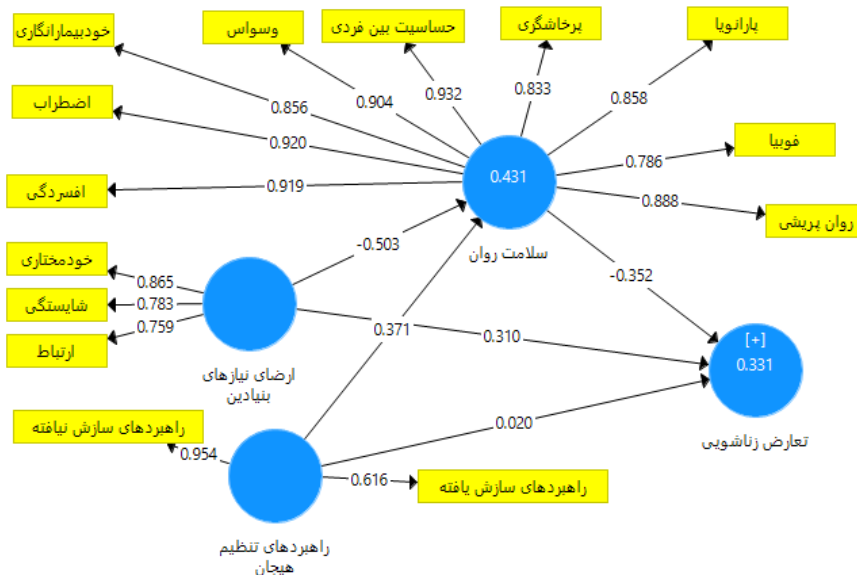 خودبیمارانگاری
وسواس
حساسیت بین فردی
پرخاشگری
پارانویا
اضطراب
0.856
0.904
0.932
0.833
0.858
فوبیا
0.920
0.786
افسردگی
0.919
0.431
0.888
روان پریشی
سلامت روان
خودمختاری
0.865
-0.503
-0.352
شایستگی
0.783
ارتباط
0.759
0.371
0.310
[+]
0.331
ارضای نیازهای
بنیادین
تعارض زناشویی
راهبردهای سازش نیافته
0.954
0.020
0.616
راهبردهای سازش یافته
راهبردهای تنظیم
هیجان